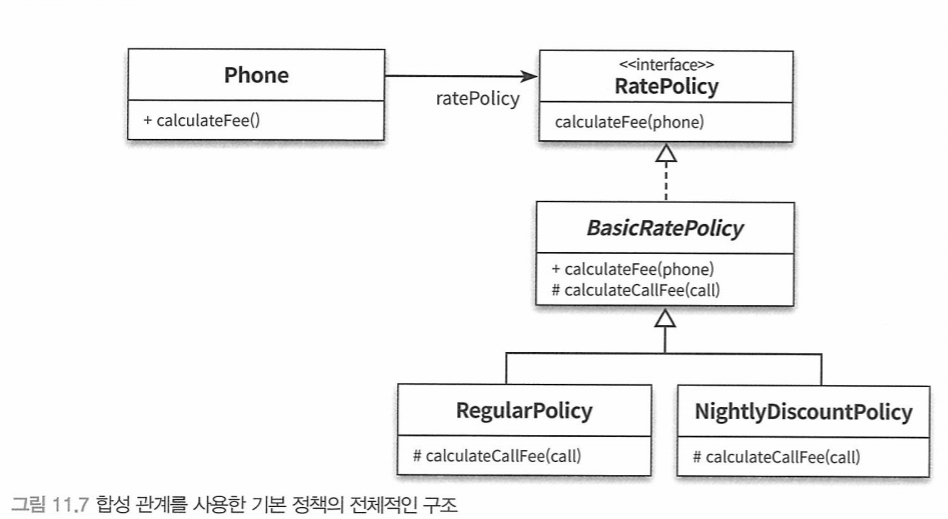 Phone
+ calculateFee()
ratePolicy
<<interface>>
RatePolicy
calculateFee(phone)
BasicRatePolicy
+ calculateFee(phone)
# calculateCallFee(call)
RegularPolicy
# calculateCallFee(call)
NightlyDiscountPolicy
# calculateCallFee(call)
그림 11.7 합성 관계를 사용한 기본 정책의 전체적인 구조